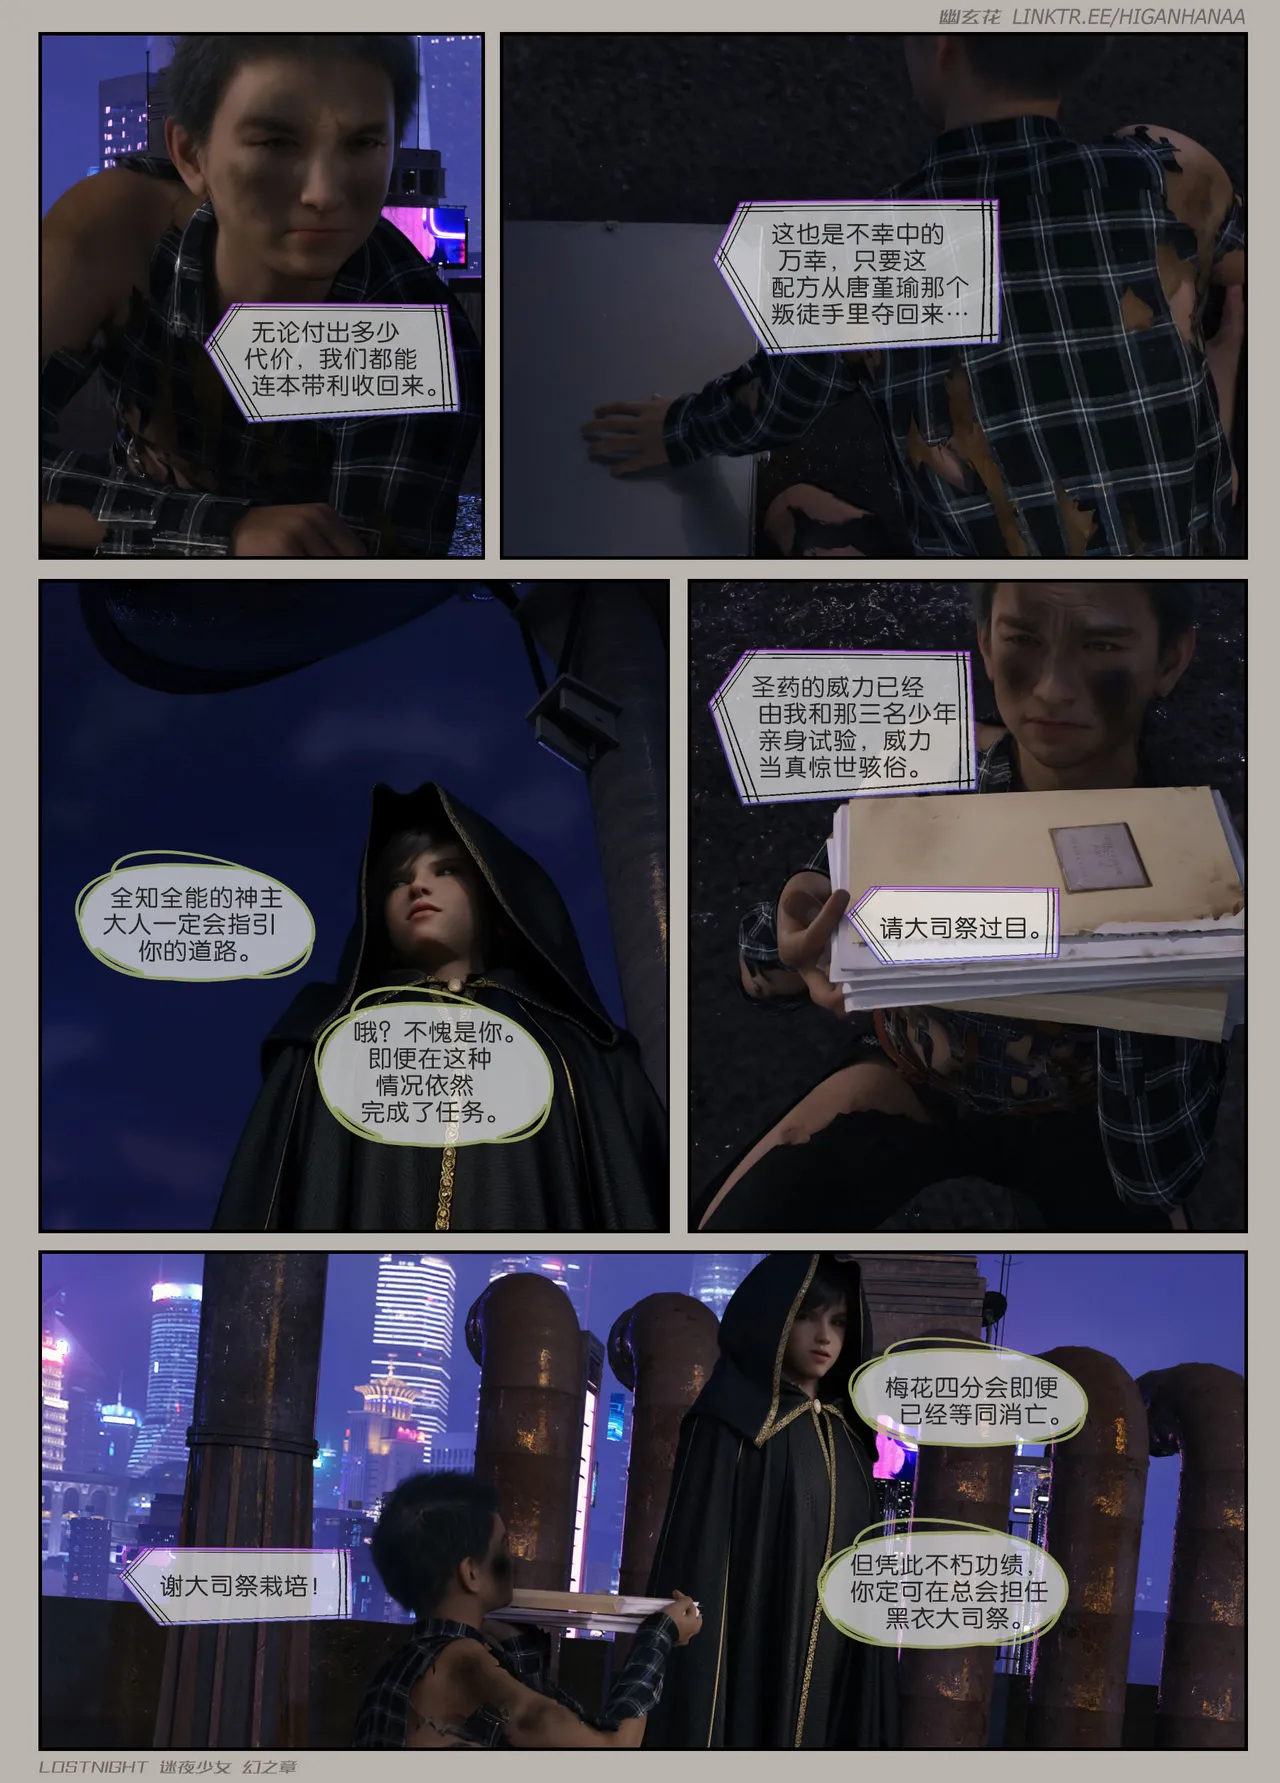 幽玄花 LINKTR.EE/HIGANHANAA
无论付出多少
代价，我们都能
连本带利收回来。
这也是不幸中的
万幸，只要这
配方从唐堇瑜那个
叛徒手里夺回来…
全知全能的神主
大人一定会指引
你的道路。
哦？不愧是你。
即便在这种
情况依然
完成了任务。
圣药的威力已经
由我和那三名少年
亲身试验，威力
当真惊世骇俗。
请大司祭过目。
梅花四分会即便
已经等同消亡。
但凭此不朽功绩，
你定可在总会担任
黑衣大司祭。
谢大司祭栽培！
LOSTNIGHT 迷夜少女 幻之章